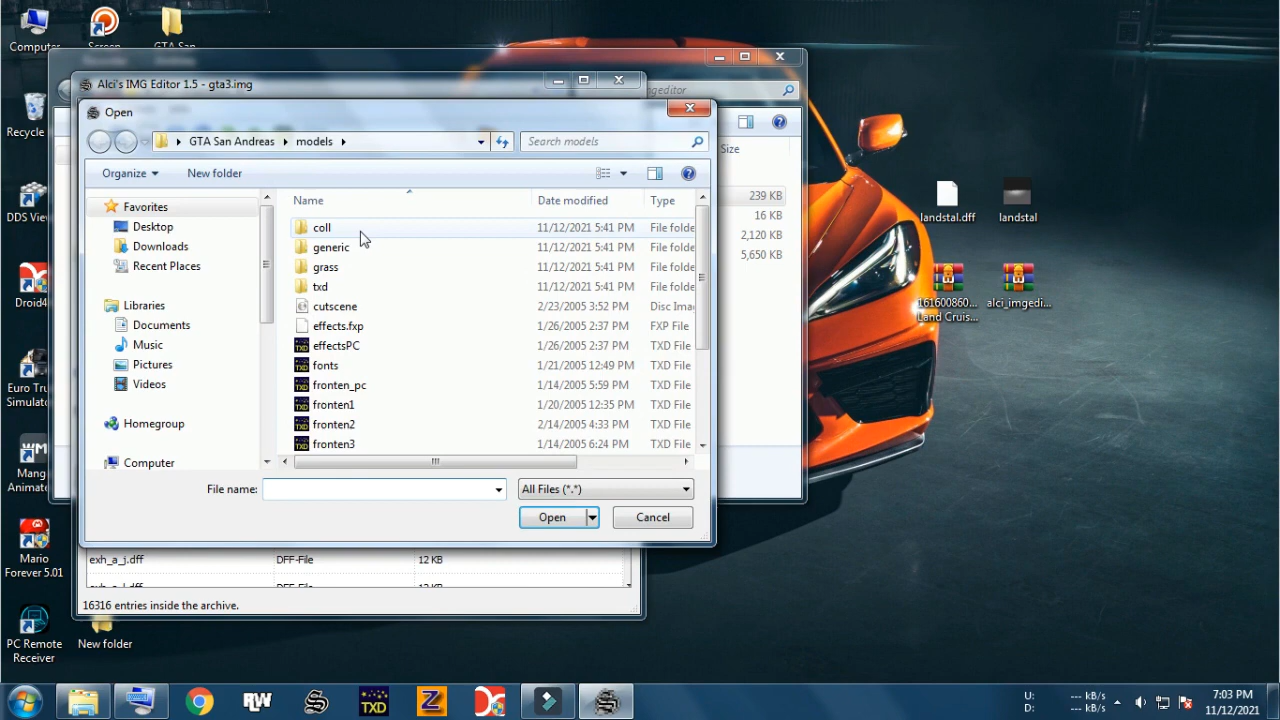 Computer
Screen
GTA San
Alci's IMG Editor 1.5 - gta3.img
Open
GTA San Andreas
models
Search models
Organize
New folder
Size
Name
Date modified
Type
Favorites
Desktop
Downloads
Recent Places
Libraries
Documents
Music
Pictures
Videos
Homegroup
Computer
coll 11/12/2021 5:41 PM File folde
generic 11/12/2021 5:41 PM File folde
grass 11/12/2021 5:41 PM File folde
txd 11/12/2021 5:41 PM File folde
cutscene 2/23/2005 3:52 PM Disc Imag
effects.fxp 1/26/2005 2:37 PM FXP File
effectsPC 1/26/2005 2:37 PM TXD File
fonts 1/21/2005 12:49 PM TXD File
fronten_pc 1/14/2005 5:59 PM TXD File
fronten1 1/20/2005 12:35 PM TXD File
fronten2 2/14/2005 4:33 PM TXD File
fronten3 1/14/2005 6:24 PM TXD File
239 KB
16 KB
2,120 KB
5,650 KB
File name:
All Files (*.*)
Open
Cancel
exh_a_j.dff DFF-File 12 KB
16316 entries inside the archive.
Recycle
DDS View
Droid4
Euro Tru
Simulato
Mang
Animate
Mario
Forever 5.01
PC Remote
Receiver
New folder
landstal.dff
landstal
161600860...
Land Cruis...
alci_imgedi...
RW
TXD
Z
U: --- kB/s
D: --- kB/s
7:03 PM
11/12/2021